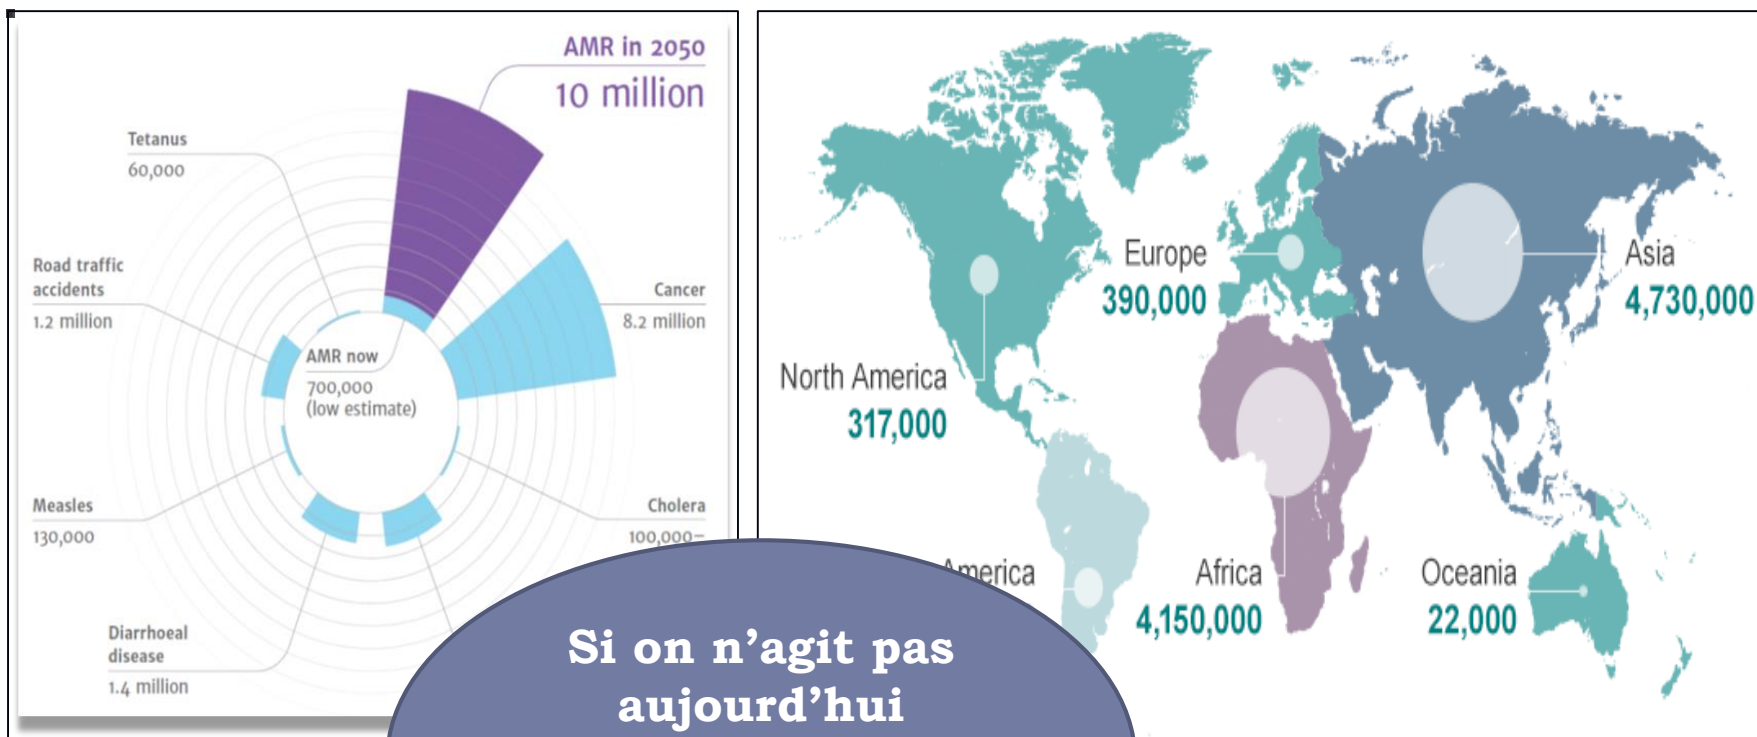 AMR in 2050
10 million
Tetanus
60,000
Road traffic
accidents
1.2 million
Cancer
8.2 million
AMR now
700,000
(low estimate)
Measles
130,000
Cholera
100,000–
Diarrhoeal
disease
1.4 million
Europe
390,000
Asia
4,730,000
North America
317,000
America
Africa
4,150,000
Oceania
22,000
Si on n’agit pas
aujourd’hui